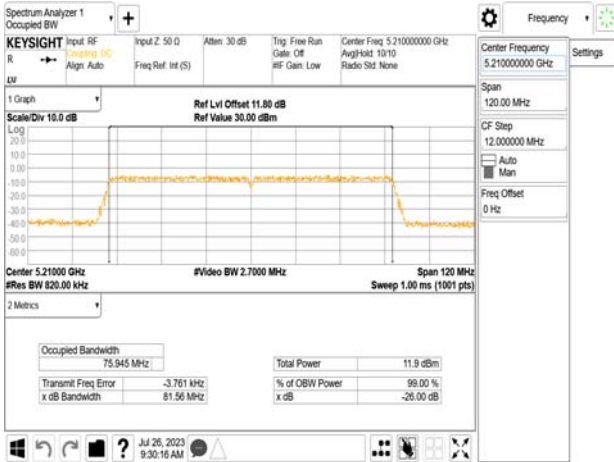 Spectrum Analyzer 1
Occupied BW
Frequency
KEYSIGHT
Input: RF
Coupling: DC
Align: Auto
Input Z: 50 Ω
Freq Ref: Int (S)
Atten: 30 dB
Trig: Free Run
Gate: Off
#IF Gain: Low
Center Freq: 5.210000000 GHz
Avg|Hold: 10/10
Radio Std: None
R
LXI
Center Frequency
5.210000000 GHz
Settings
Span
120.00 MHz
CF Step
12.000000 MHz
Auto
Man
Freq Offset
0 Hz
1 Graph
Ref Lvl Offset 11.80 dB
Scale/Div 10.0 dB
Ref Value 30.00 dBm
Log
20.0
10.0
0.00
-10.0
-20.0
-30.0
-40.0
-50.0
-60.0
Center 5.21000 GHz
#Video BW 2.7000 MHz
Span 120 MHz
#Res BW 820.00 kHz
Sweep 1.00 ms (1001 pts)
2 Metrics
Occupied Bandwidth
75.945 MHz
Total Power
11.9 dBm
Transmit Freq Error
-3.761 kHz
% of OBW Power
99.00 %
x dB Bandwidth
81.56 MHz
x dB
-26.00 dB
?
Jul 26, 2023
9:30:16 AM